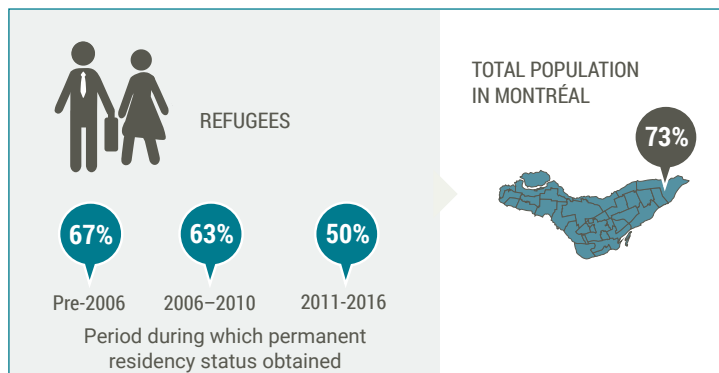 REFUGEES
67%
63%
50%
Pre-2006
2006–2010
2011-2016
Period during which permanent
residency status obtained
TOTAL POPULATION
IN MONTRÉAL
73%